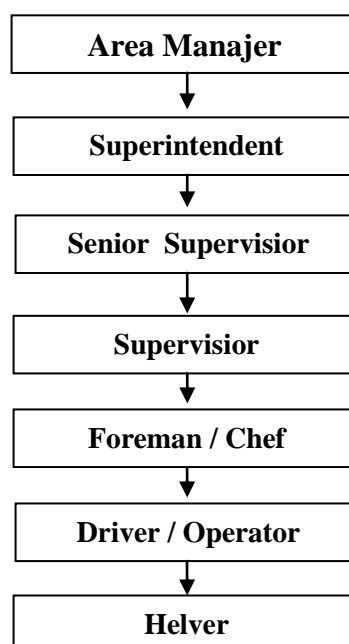 Area Manajer
Superintendent
Senior Supervisior
Supervisior
Foreman / Chef
Driver / Operator
Helver